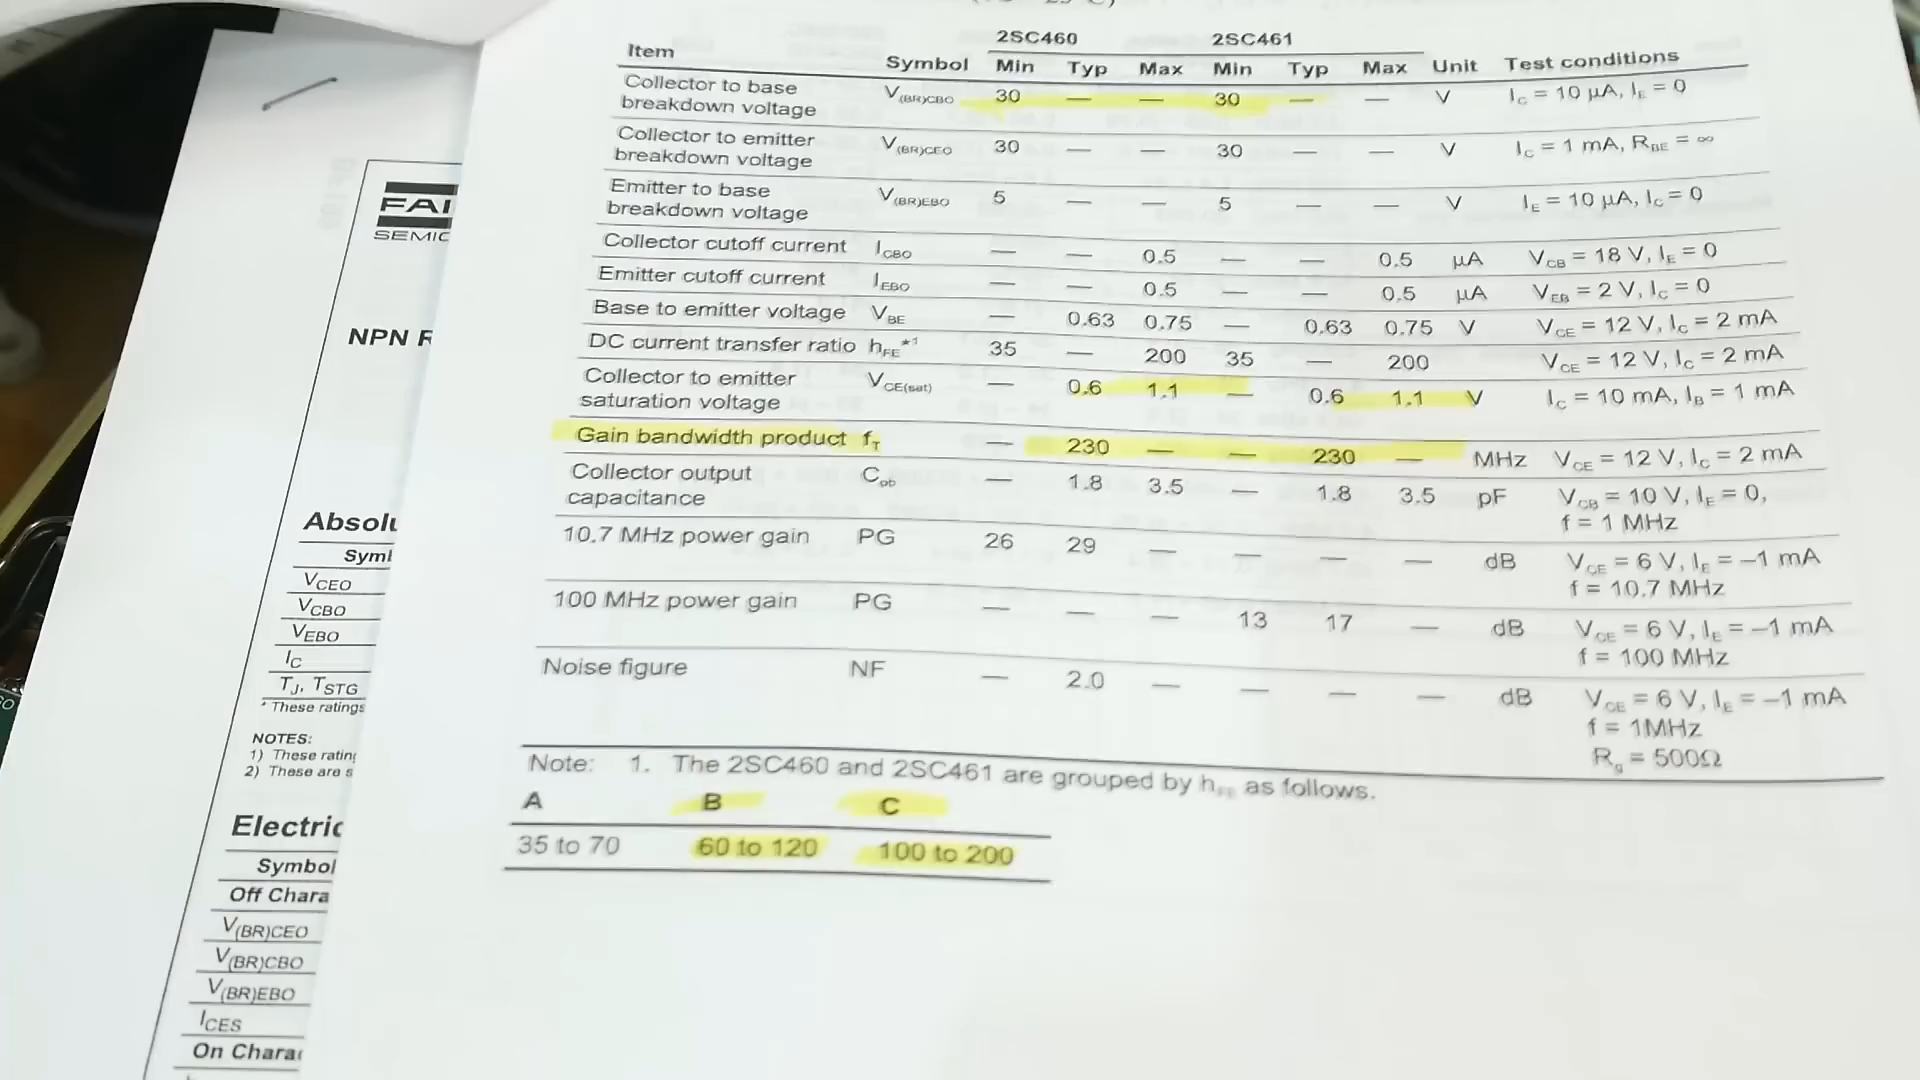 2SC460 2SC461
Item Symbol Min Typ Max Min Typ Max Unit Test conditions
Collector to base breakdown voltage V(BR)CBO 30 — — 30 — — V IC = 10 μA, IE = 0
Collector to emitter breakdown voltage V(BR)CEO 30 — — 30 — — V IC = 1 mA, RBE = ∞
Emitter to base breakdown voltage V(BR)EBO 5 — — 5 — — V IE = 10 μA, IC = 0
Collector cutoff current ICBO — — 0.5 — — 0.5 μA VCB = 18 V, IE = 0
Emitter cutoff current IEBO — — 0.5 — — 0.5 μA VEB = 2 V, IC = 0
Base to emitter voltage VBE — 0.63 0.75 — 0.63 0.75 V VCE = 12 V, IC = 2 mA
DC current transfer ratio hFE*1 35 — 200 35 — 200 VCE = 12 V, IC = 2 mA
Collector to emitter saturation voltage VCE(sat) — 0.6 1.1 — 0.6 1.1 V IC = 10 mA, IB = 1 mA
Gain bandwidth product fT — 230 — — 230 — MHz VCE = 12 V, IC = 2 mA
Collector output capacitance Cob — 1.8 3.5 — 1.8 3.5 pF VCB = 10 V, IE = 0,
f = 1 MHz
10.7 MHz power gain PG 26 29 — — — — dB VCE = 6 V, IE = –1 mA
f = 10.7 MHz
100 MHz power gain PG — — — 13 17 — dB VCE = 6 V, IE = –1 mA
f = 100 MHz
Noise figure NF — 2.0 — — — — dB VCE = 6 V, IE = –1 mA
f = 1MHz
Rg = 500Ω
Note: 1. The 2SC460 and 2SC461 are grouped by hFE as follows.
A B C
35 to 70 60 to 120 100 to 200
FAI
SEMIC
NPN R
Absolu
Symb
VCEO
VCBO
VEBO
IC
TJ, TSTG
* These ratings
NOTES:
1) These rating
2) These are s
Electric
Symbol
Off Chara
V(BR)CEO
V(BR)CBO
V(BR)EBO
ICES
On Charac